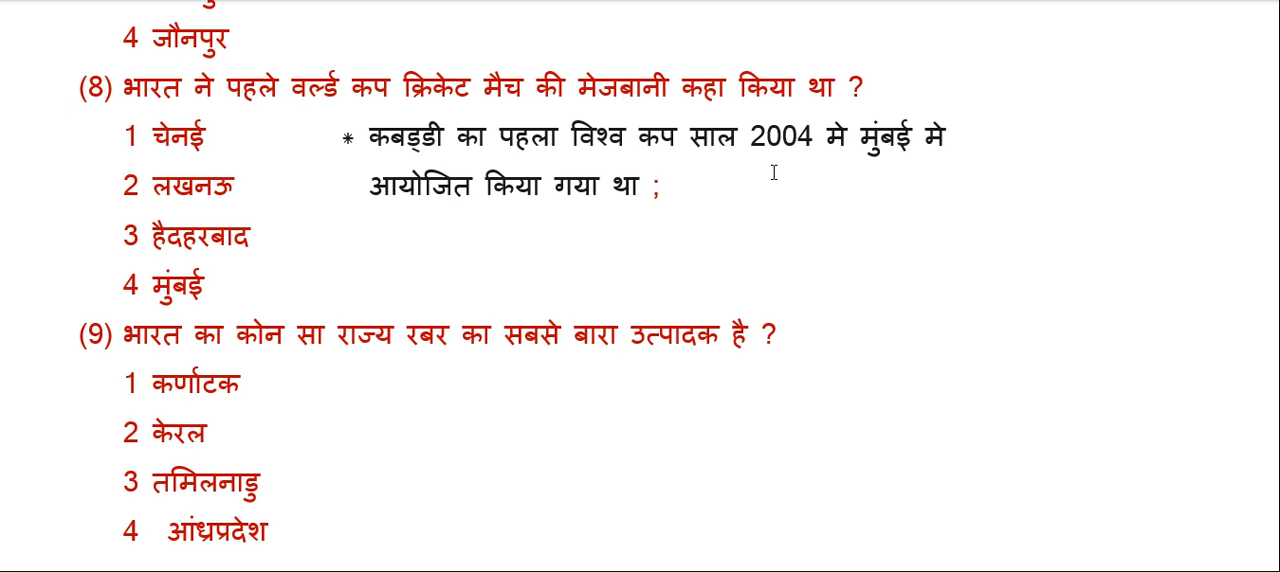 4 जौनपुर
(8) भारत ने पहले वर्ल्ड कप क्रिकेट मैच की मेजबानी कहा किया था ?
1 चेनई * कबड्डी का पहला विश्व कप साल 2004 मे मुंबई मे
2 लखनऊ आयोजित किया गया था ;
3 हैदहरबाद
4 मुंबई
(9) भारत का कोन सा राज्य रबर का सबसे बारा उत्पादक है ?
1 कर्णाटक
2 केरल
3 तमिलनाडु
4 आंध्रप्रदेश